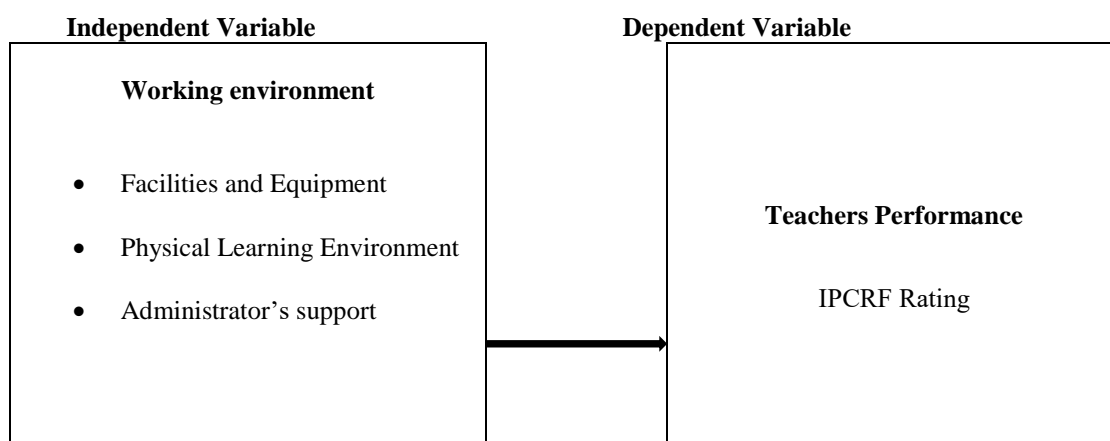 Independent Variable
Dependent Variable
Working environment
• Facilities and Equipment
• Physical Learning Environment
• Administrator’s support
Teachers Performance
IPCRF Rating